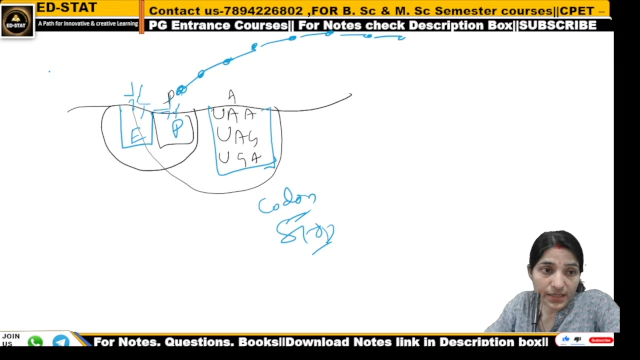 ED-STAT
A Path for Innovative & creative Learning
Contact us-7894226802 ,FOR B. Sc & M. Sc Semester courses||CPET –
PG Entrance Courses|| For Notes check Description Box||SUBSCRIBE
P A
E P UAA
UAG
UGA
Codon
Stop
JOIN US
For Notes. Questions. Books||Download Notes link in Description box||